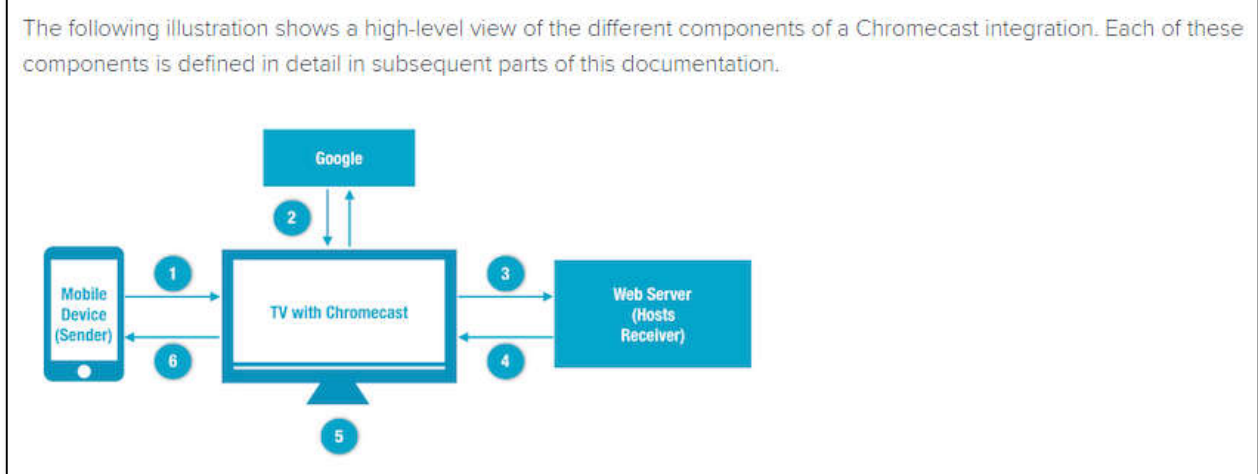 The following illustration shows a high-level view of the different components of a Chromecast integration. Each of these
components is defined in detail in subsequent parts of this documentation.
Google
2
1
3
Mobile
Device
(Sender)
TV with Chromecast
Web Server
(Hosts
Receiver)
6
4
5